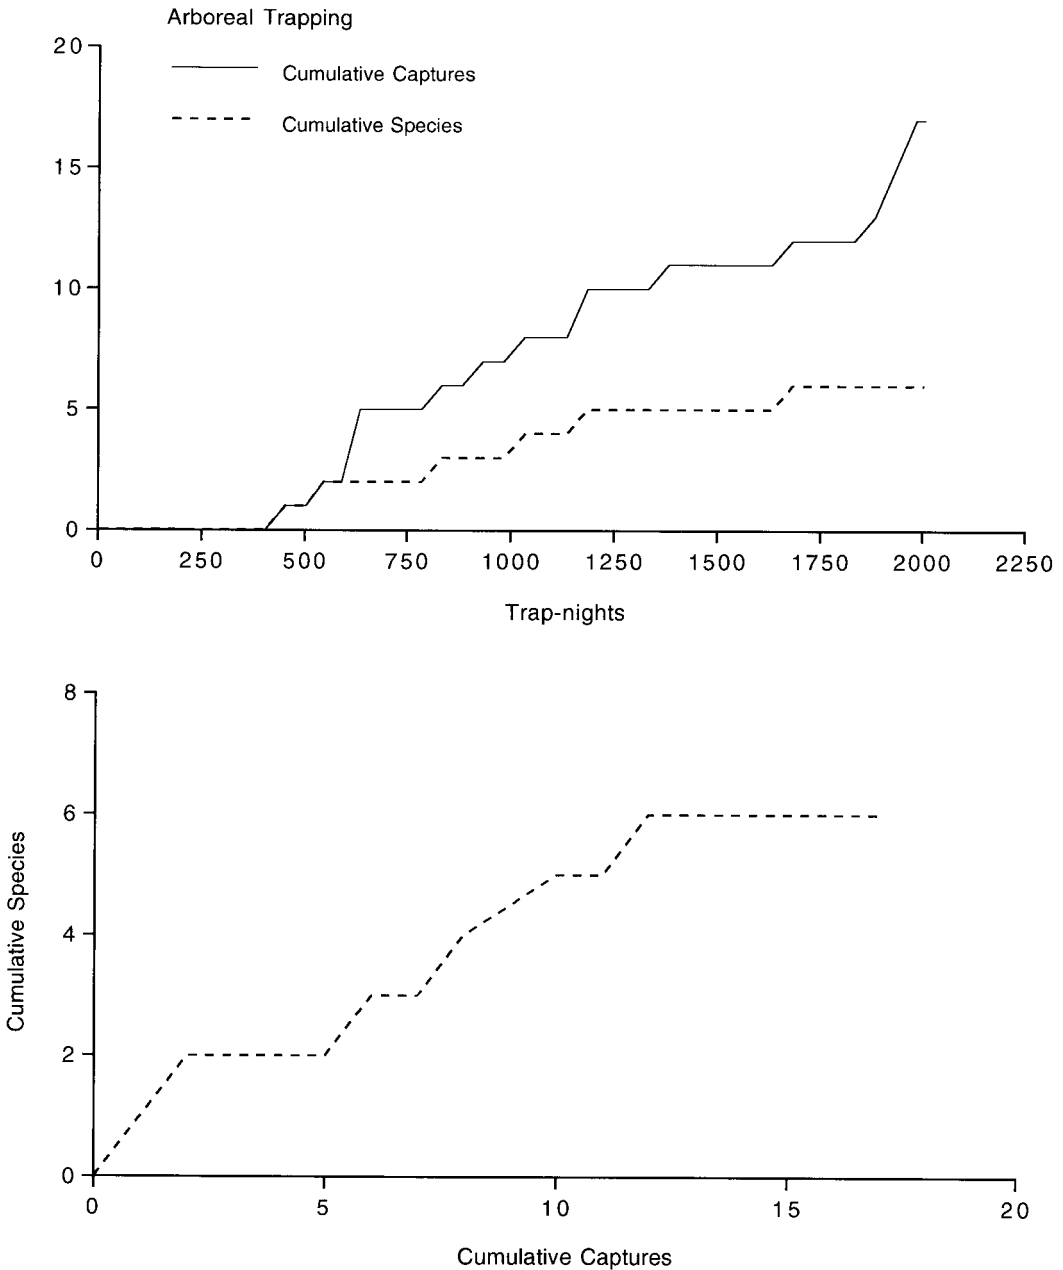 Arboreal Trapping
20
Cumulative Captures
Cumulative Species
15
10
5
0
0 250 500 750 1000 1250 1500 1750 2000 2250
Trap-nights
8
6
4
2
0
Cumulative Species
0 5 10 15 20
Cumulative Captures